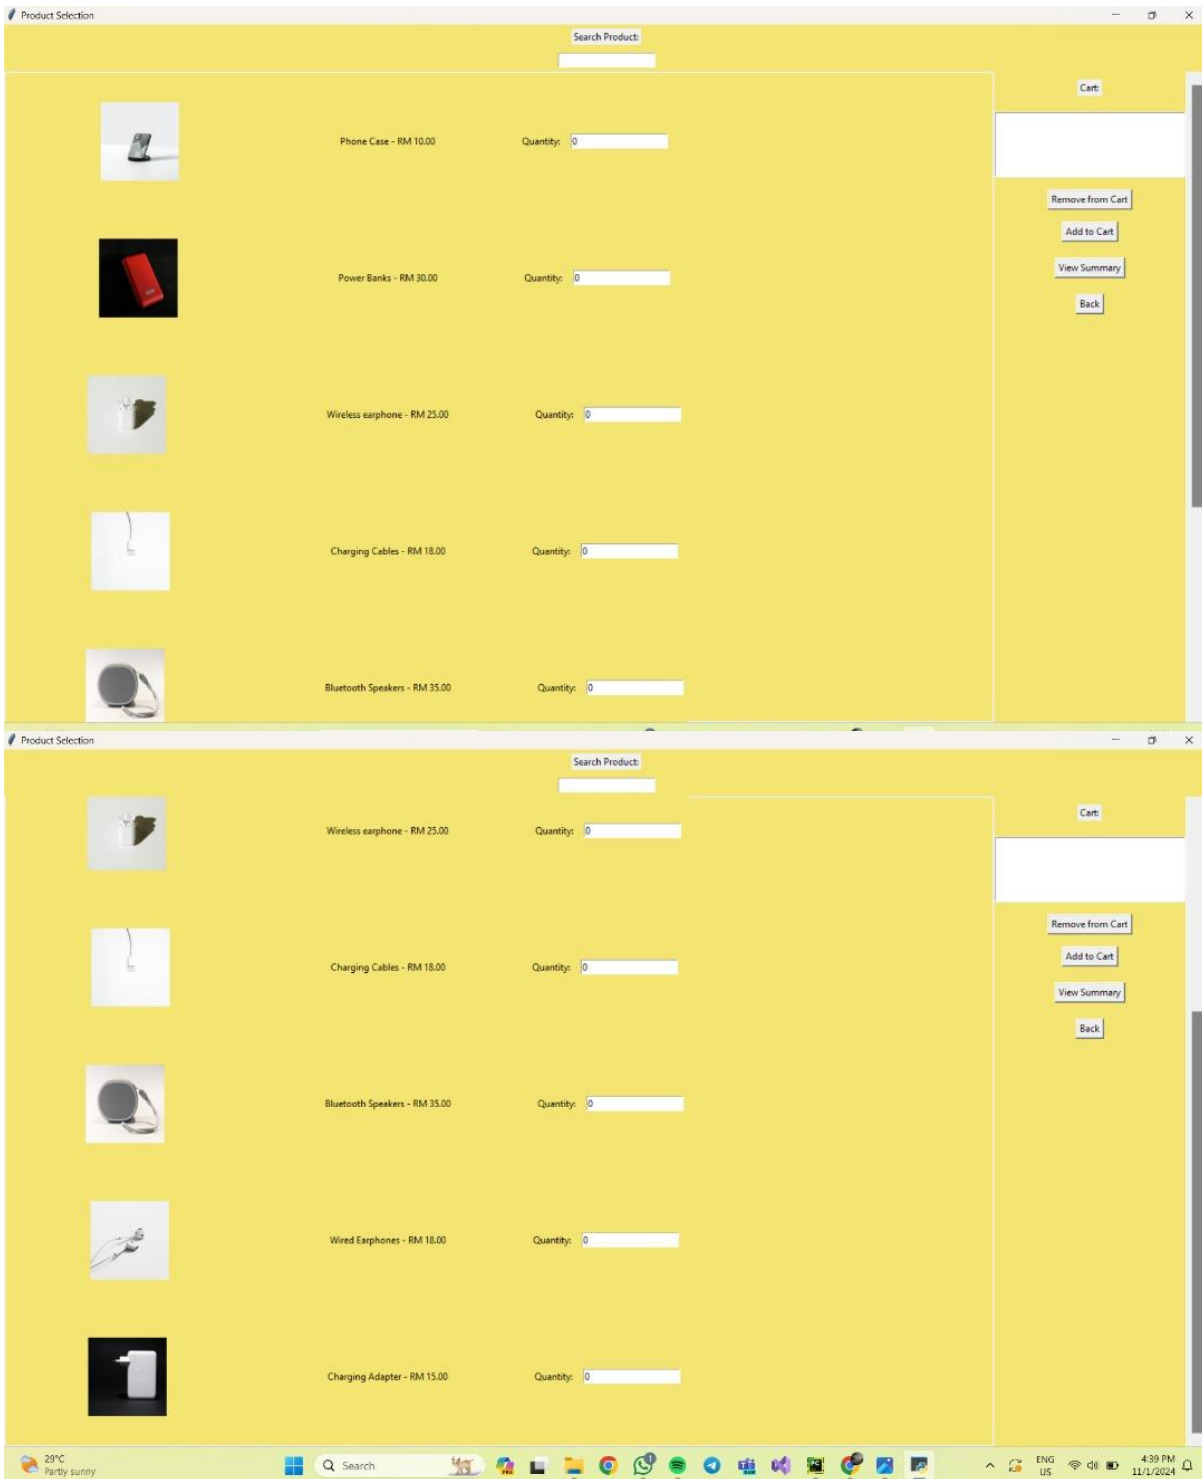 Product Selection
Search Product:
Cart:
Phone Case - RM 10.00 Quantity: 0
Remove from Cart
Add to Cart
View Summary
Power Banks - RM 30.00 Quantity: 0
Back
Wireless earphone - RM 25.00 Quantity: 0
Charging Cables - RM 18.00 Quantity: 0
Bluetooth Speakers - RM 35.00 Quantity: 0
Product Selection
Search Product:
Cart:
Wireless earphone - RM 25.00 Quantity: 0
Remove from Cart
Add to Cart
Charging Cables - RM 18.00 Quantity: 0
View Summary
Back
Bluetooth Speakers - RM 35.00 Quantity: 0
Wired Earphones - RM 18.00 Quantity: 0
Charging Adapter - RM 15.00 Quantity: 0
29°C
Partly sunny
Search
ENG
US
4:39 PM
11/1/2024